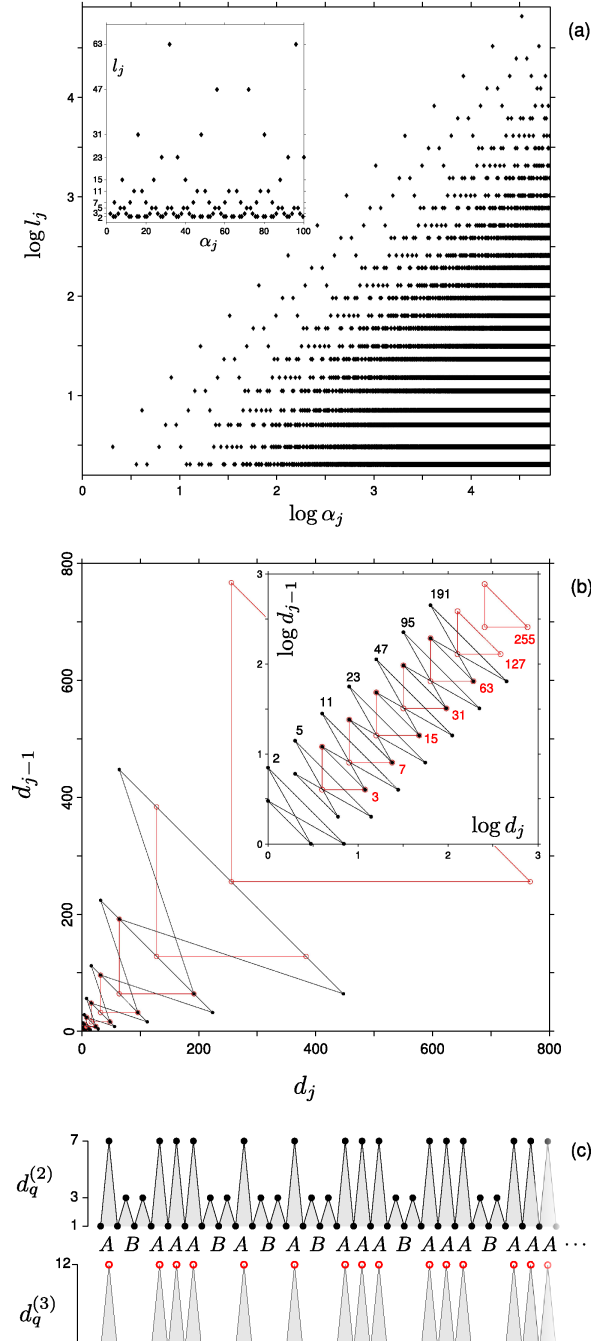 (a)
63
l_j
47
31
23
15
11
7
5
3
2
0 20 40 60 80 100
α_j
4
3
2
1
log l_j
0 1 2 3 4
log α_j
(b)
800
600
400
200
0
d_{j−1}
0 200 400 600 800
d_j
3
2
1
0
log d_{j−1}
191
95
47
23
11
5
2
255
127
63
31
15
7
3
log d_j
0 1 2 3
(c)
7
3
1
d_q^{(2)}
A B A A A B A B A B A A A B A A A B A A A ···
12
d_q^{(3)}